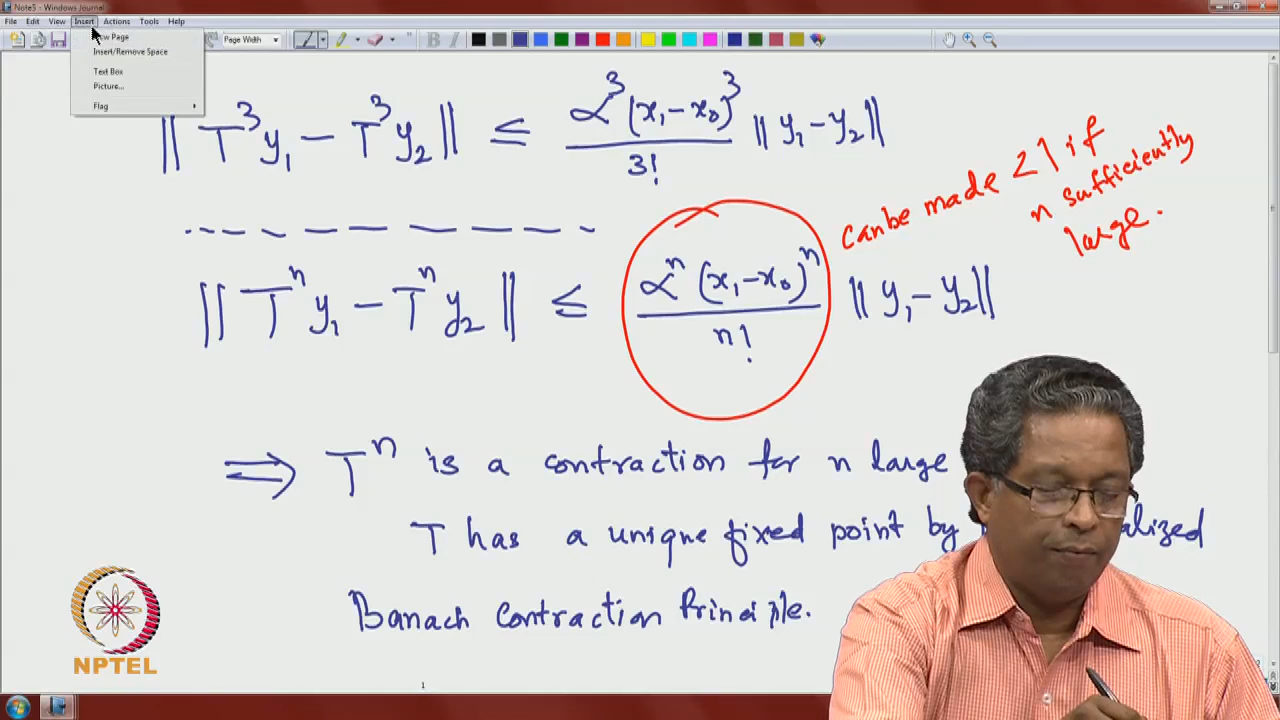 Note5 - Windows Journal
File Edit View Insert Actions Tools Help
Page Width
Insert/Remove Space
Text Box
Picture...
Flag
‖ T³y₁ − T³y₂ ‖ ≤ α³(x₁−x₀)³ / 3! ‖ y₁−y₂ ‖
can be made <1 if
n sufficiently
large.
‖ Tⁿy₁ − Tⁿy₂ ‖ ≤ αⁿ(x₁−x₀)ⁿ / n! ‖ y₁−y₂ ‖
⟹ Tⁿ is a contraction for n large
T has a unique fixed point by alized
Banach Contraction Principle.
NPTEL
1